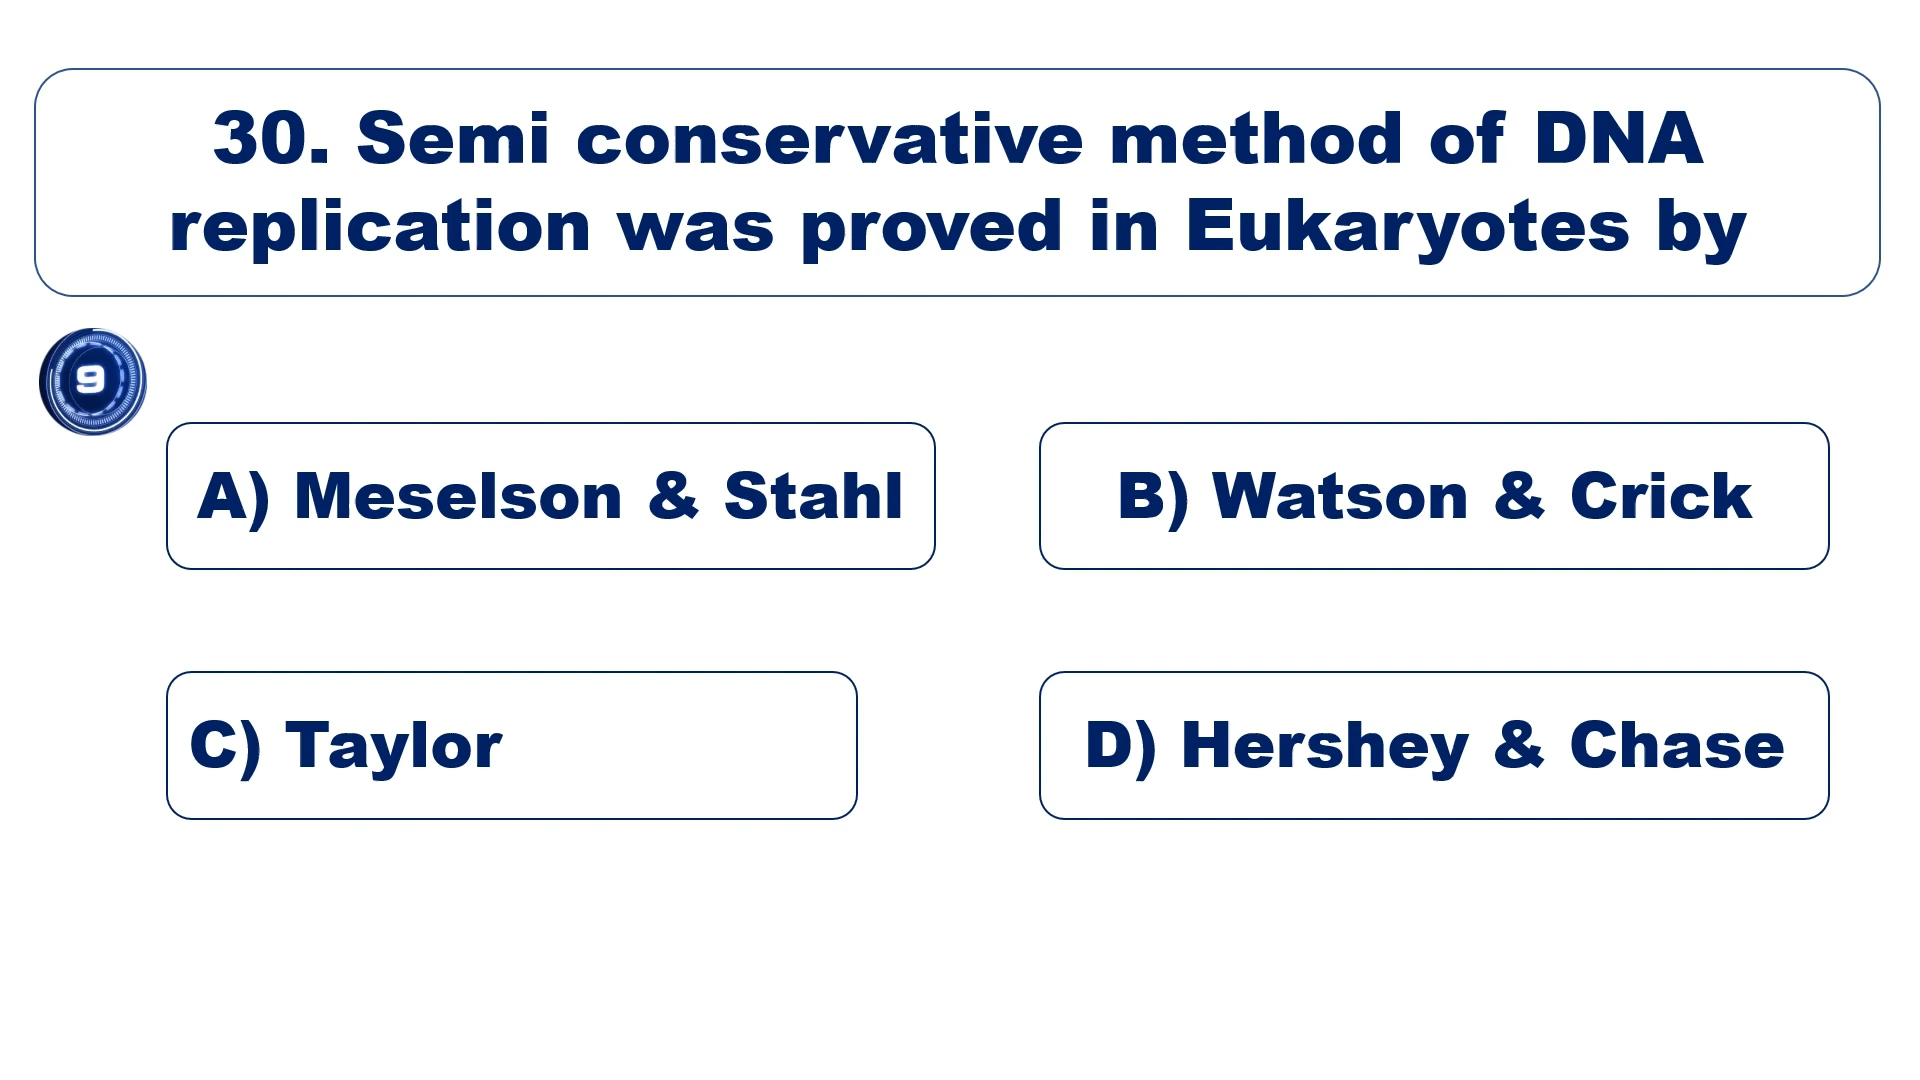 30. Semi conservative method of DNA
replication was proved in Eukaryotes by
9
A) Meselson & Stahl
B) Watson & Crick
C) Taylor
D) Hershey & Chase